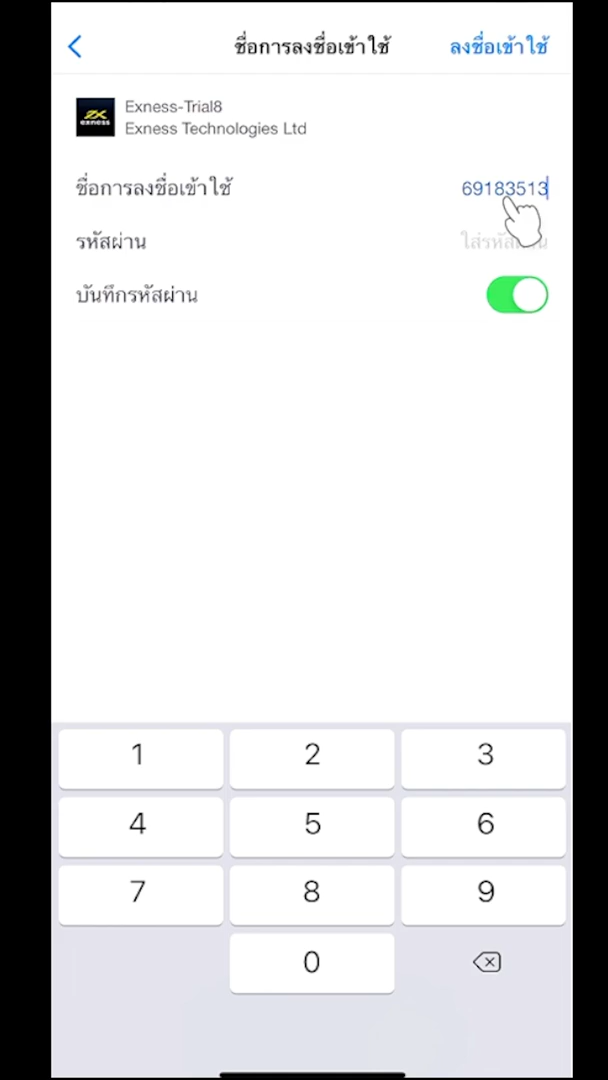 ชื่อการลงชื่อเข้าใช้ ลงชื่อเข้าใช้
Exness-Trial8
exness
Exness Technologies Ltd
ชื่อการลงชื่อเข้าใช้ 69183513
รหัสผ่าน
บันทึกรหัสผ่าน
1 2 3
4 5 6
7 8 9
0